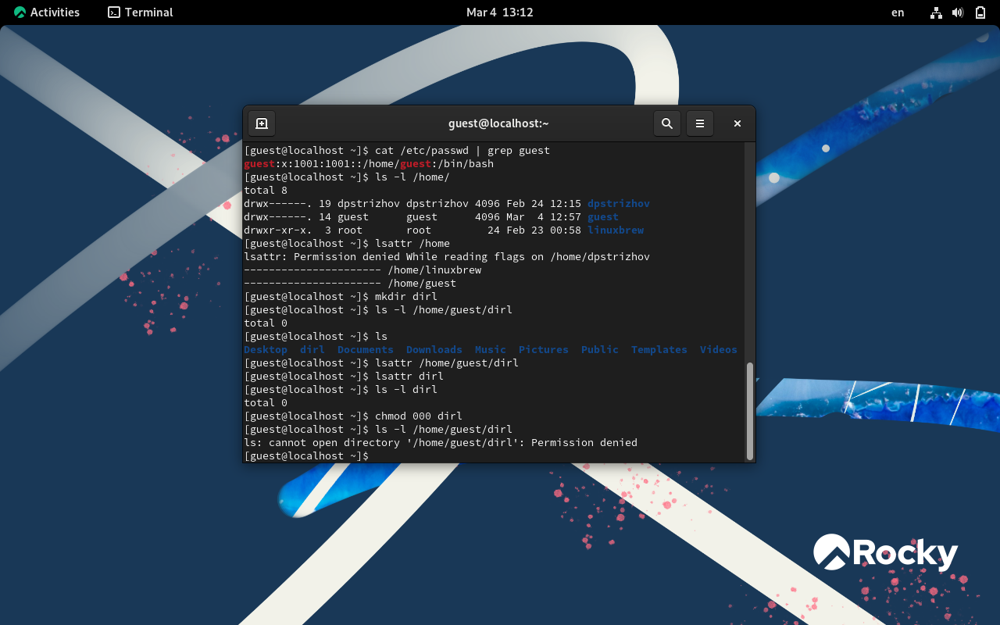 Activities Terminal Mar 4 13:12 en
guest@localhost:~
[guest@localhost ~]$ cat /etc/passwd | grep guest
guest:x:1001:1001::/home/guest:/bin/bash
[guest@localhost ~]$ ls -l /home/
total 8
drwx------. 19 dpstrizhov dpstrizhov 4096 Feb 24 12:15 dpstrizhov
drwx------. 14 guest      guest      4096 Mar  4 12:57 guest
drwxr-xr-x.  3 root       root         24 Feb 23 00:58 linuxbrew
[guest@localhost ~]$ lsattr /home
lsattr: Permission denied While reading flags on /home/dpstrizhov
---------------------- /home/linuxbrew
---------------------- /home/guest
[guest@localhost ~]$ mkdir dirl
[guest@localhost ~]$ ls -l /home/guest/dirl
total 0
[guest@localhost ~]$ ls
Desktop  dirl  Documents  Downloads  Music  Pictures  Public  Templates  Videos
[guest@localhost ~]$ lsattr /home/guest/dirl
[guest@localhost ~]$ lsattr dirl
[guest@localhost ~]$ ls -l dirl
total 0
[guest@localhost ~]$ chmod 000 dirl
[guest@localhost ~]$ ls -l /home/guest/dirl
ls: cannot open directory '/home/guest/dirl': Permission denied
[guest@localhost ~]$
Rocky